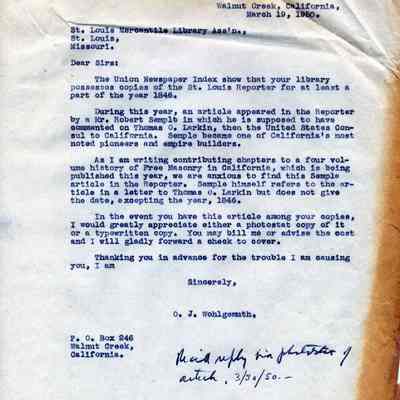 Walnut Creek, California,
March 19, 1950.
St. Louis Mercantile Library Ass'na,
St. Louis,
Missouri.
Dear Sirs:
The Union Newspaper Index show that your library
possesses copies of the St. Louis Reporter for at least a
part of the year 1846.
During this year, an article appeared in the Reporter
by a Mr. Robert Semple in which he is supposed to have
commented on Thomas O. Larkin, then the United States Con-
sul to California. Semple became one of California's most
noted pioneers and empire builders.
As I am writing contributing chapters to a four vol-
ume history of Free Masonry in California, which is being
published this year, we are anxious to find this Semple
article in the Reporter. Semple himself refers to the ar-
ticle in a letter to Thomas O. Larkin but does not give
the date, excepting the year, 1846.
In the event you have this article among your copies,
I would greatly appreciate either a photostat copy of it
or a typewritten copy. You may bill me or advise the cost
and I will gladly forward a check to cover.
Thanking you in advance for the trouble I am causing
you, I am
Sincerely,
O. J. Wohlgemuth.
P. O. Box 246
Walnut Creek,
California.
reply photostat of
article, 3/30/50.-